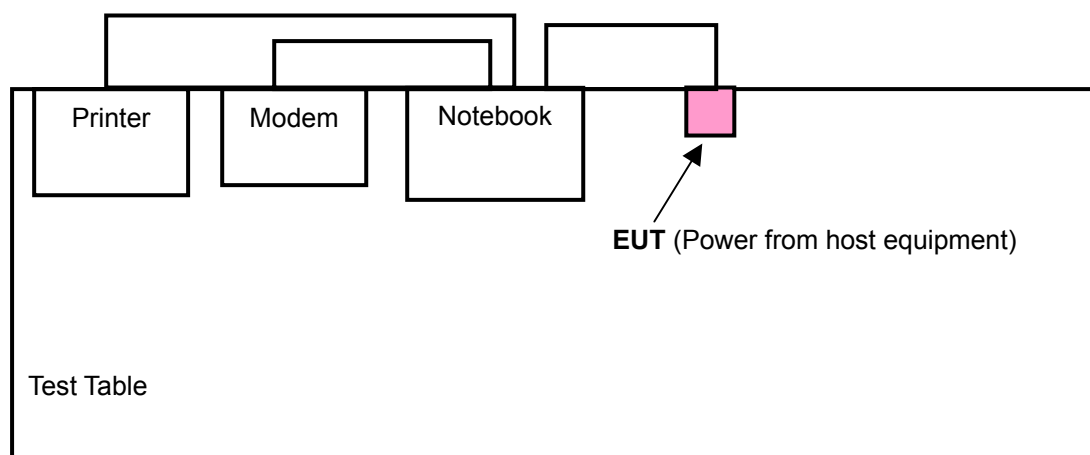 Printer
Modem
Notebook
EUT (Power from host equipment)
Test Table